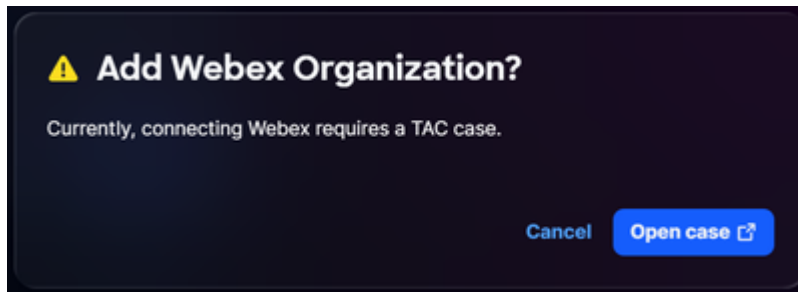 Add Webex Organization?
Currently, connecting Webex requires a TAC case.
Cancel
Open case